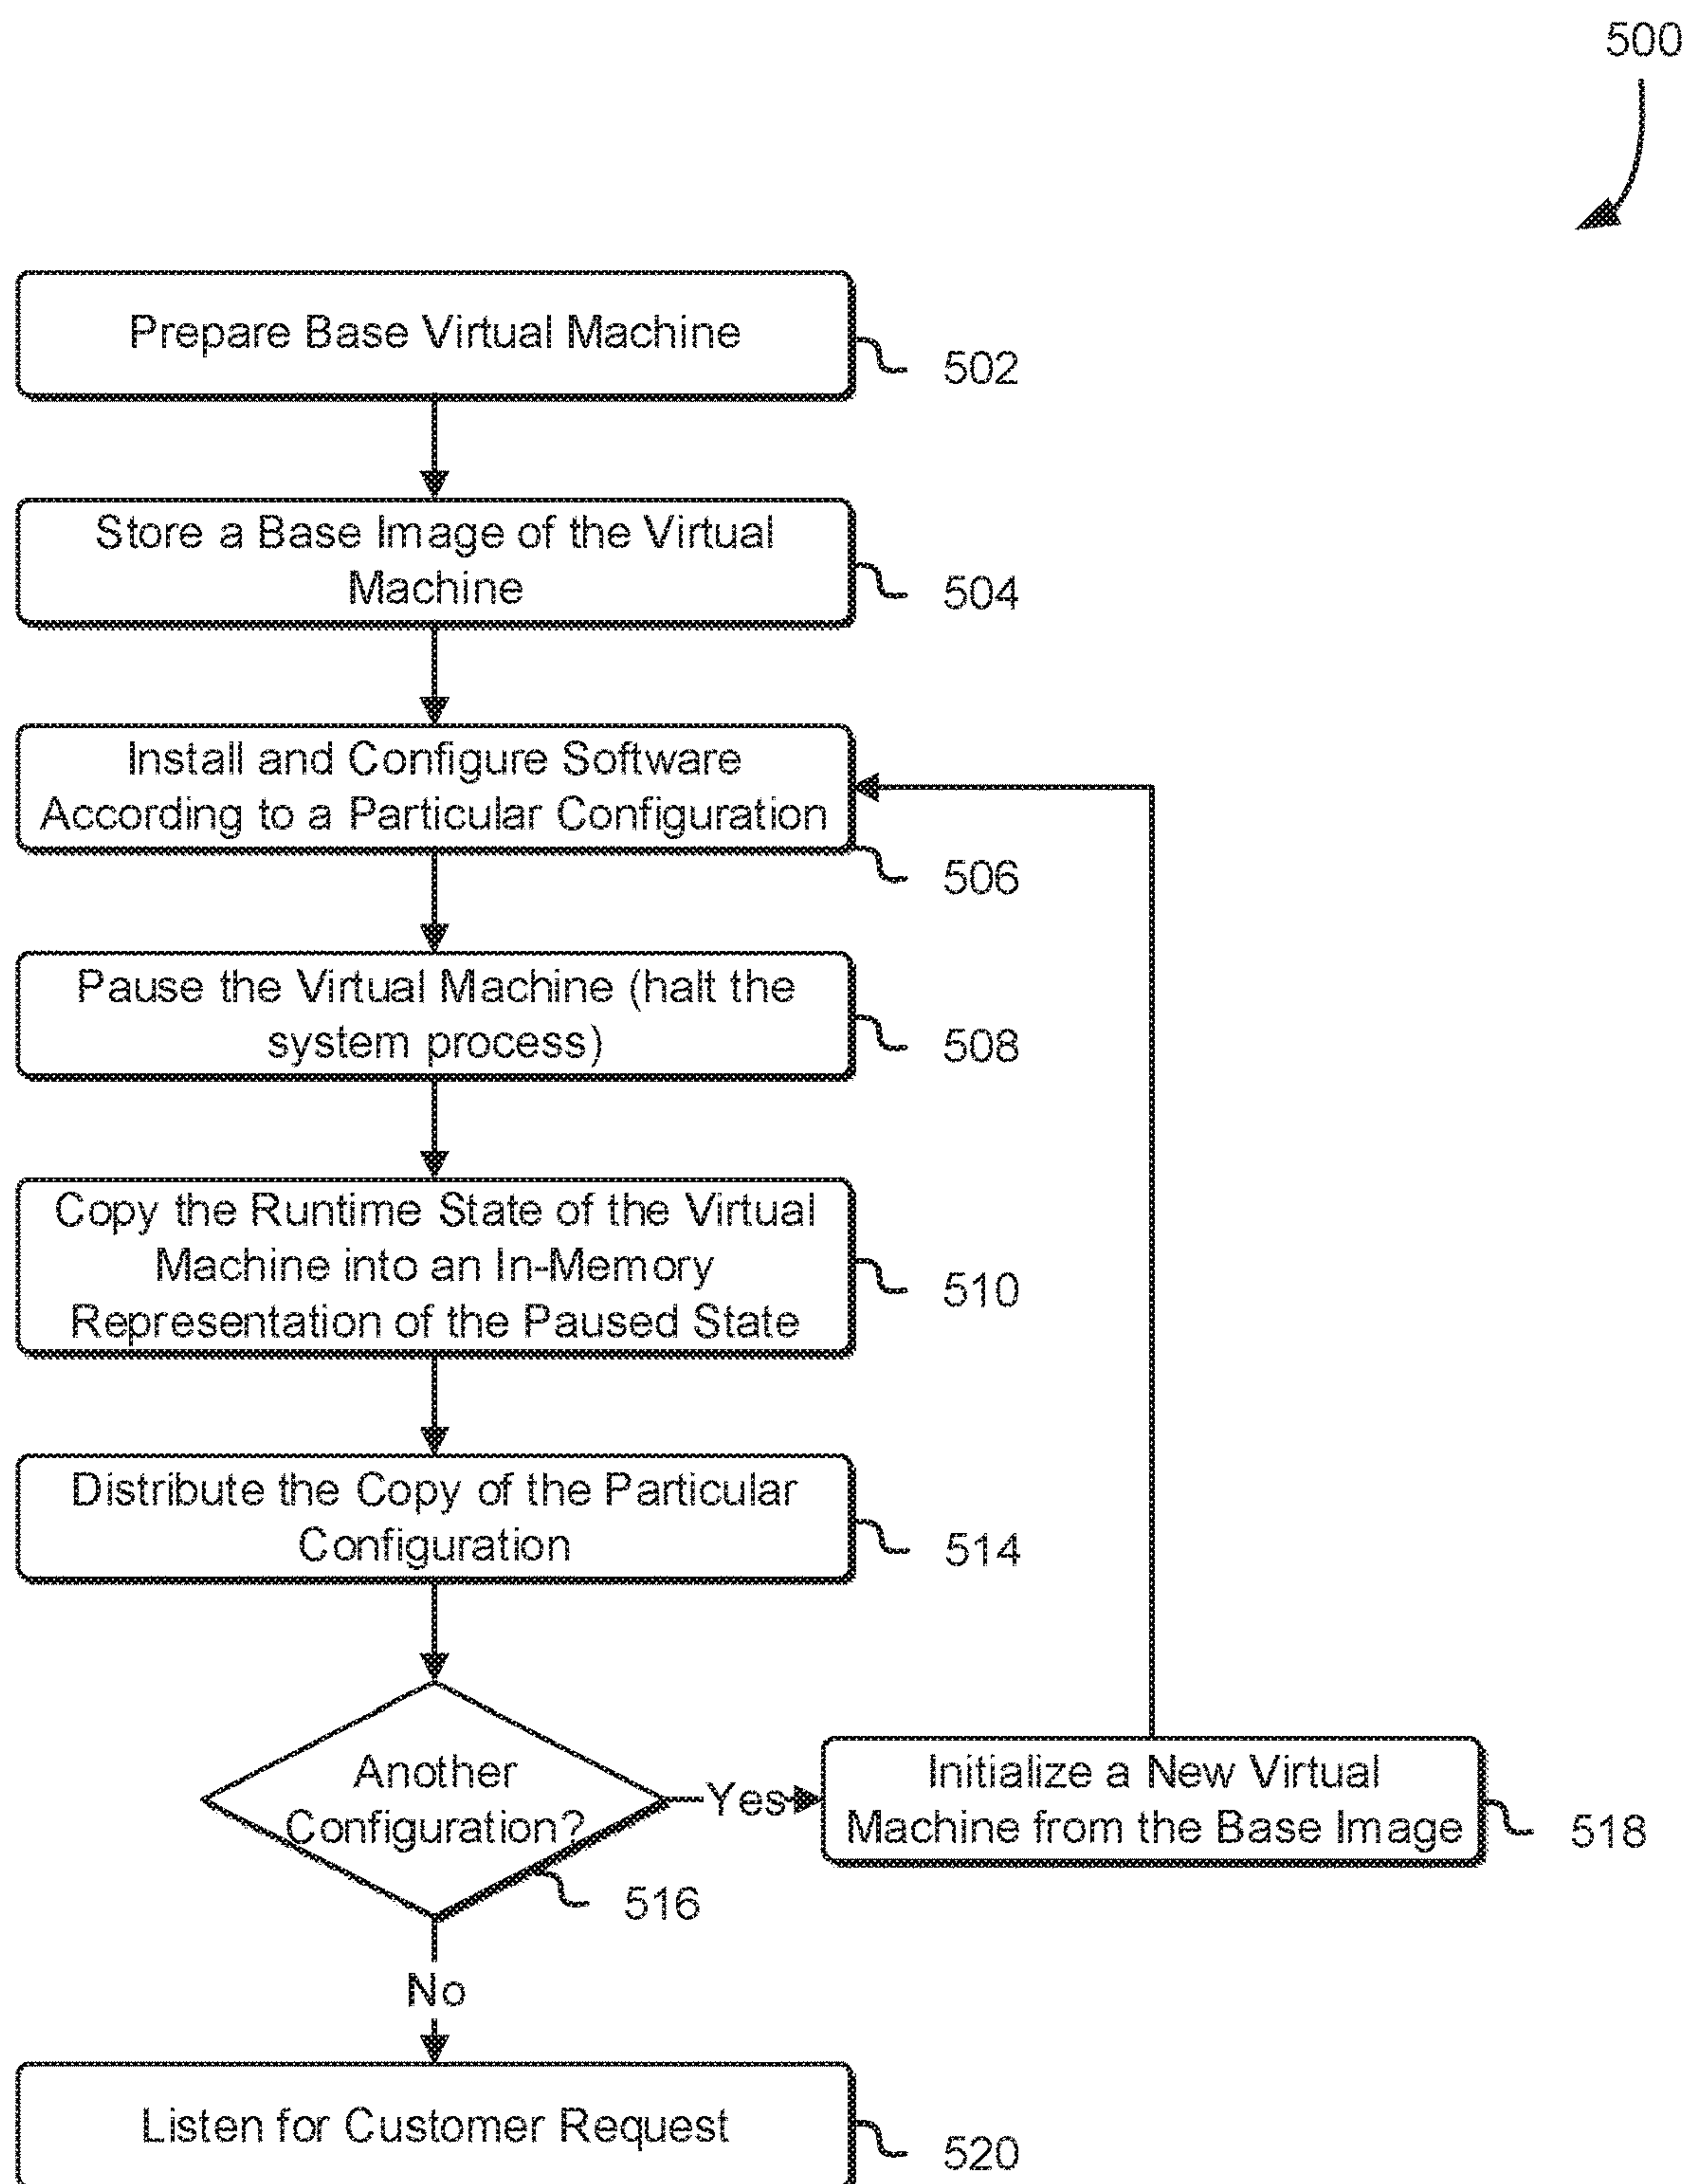 500
Prepare Base Virtual Machine
502
Store a Base Image of the Virtual
Machine
504
Install and Configure Software
According to a Particular Configuration
506
Pause the Virtual Machine (halt the
system process)
508
Copy the Runtime State of the Virtual
Machine into an In-Memory
Representation of the Paused State
510
Distribute the Copy of the Particular
Configuration
514
Another
Configuration?
516
Yes
Initialize a New Virtual
Machine from the Base Image
518
No
Listen for Customer Request
520